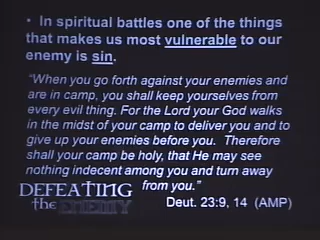 • In spiritual battles one of the things
that makes us most vulnerable to our
enemy is sin.
"When you go forth against your enemies and
are in camp, you shall keep yourselves from
every evil thing. For the Lord your God walks
in the midst of your camp to deliver you and to
give up your enemies before you. Therefore
shall your camp be holy, that He may see
nothing indecent among you and turn away
from you."
Deut. 23:9, 14 (AMP)
DEFEATING
the ENEMY